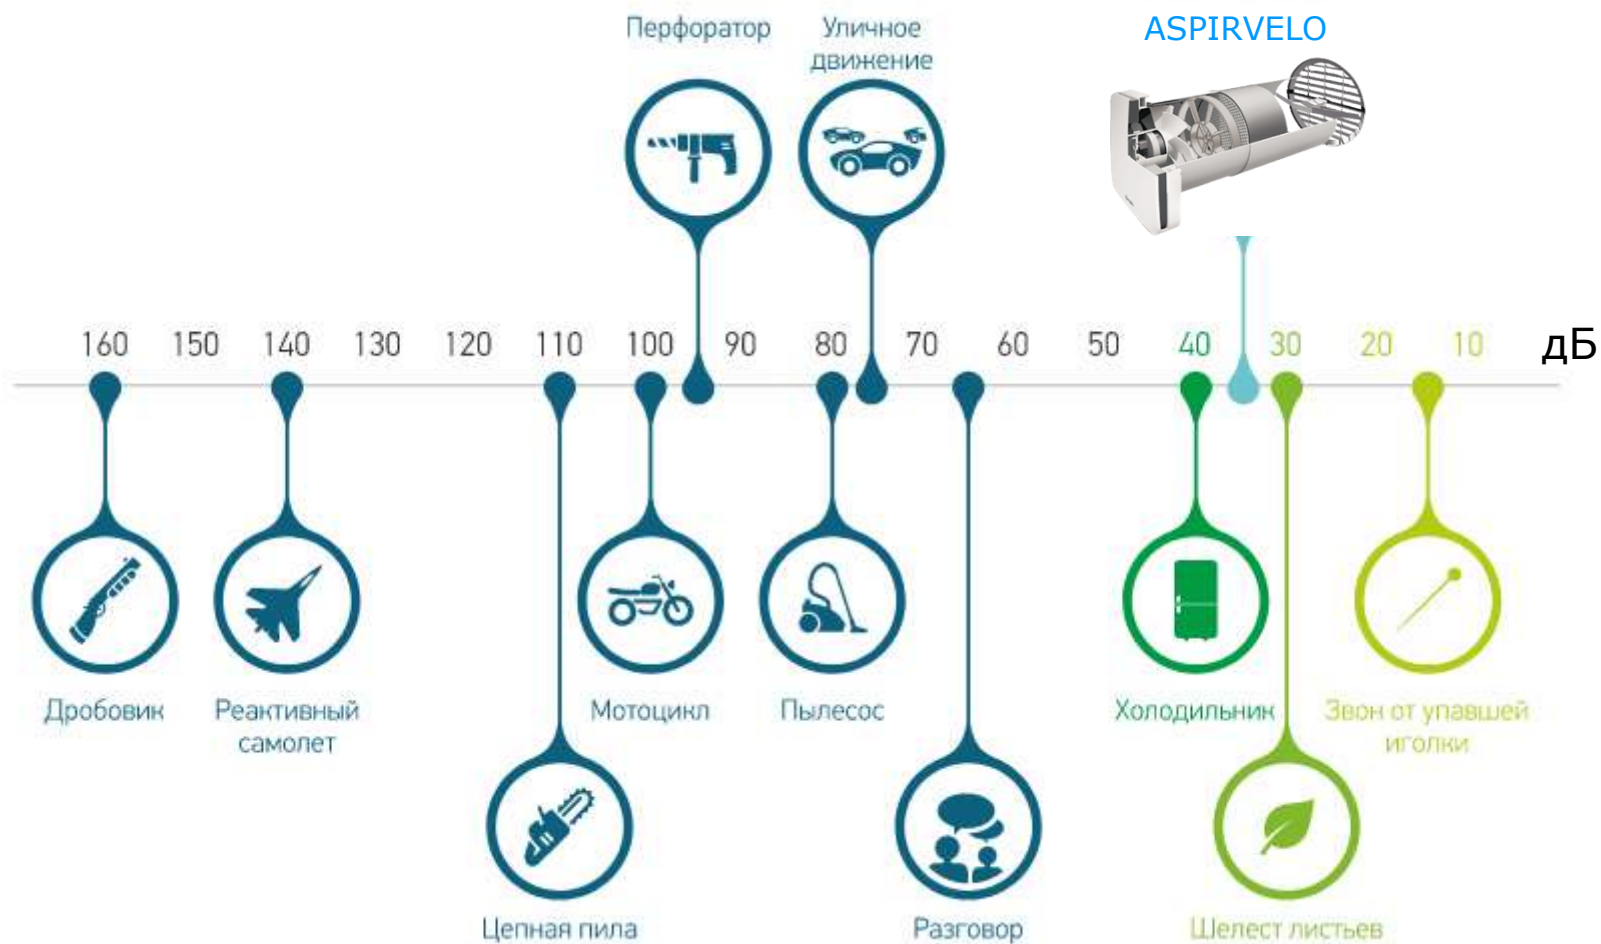 Перфоратор
Уличное
движение
ASPIRVELO
160 150 140 130 120 110 100 90 80 70 60 50 40 30 20 10 дБ
Дробовик
Реактивный
самолет
Мотоцикл
Пылесос
Холодильник
Звон от упавшей
иголки
Цепная пила
Разговор
Шелест листьев